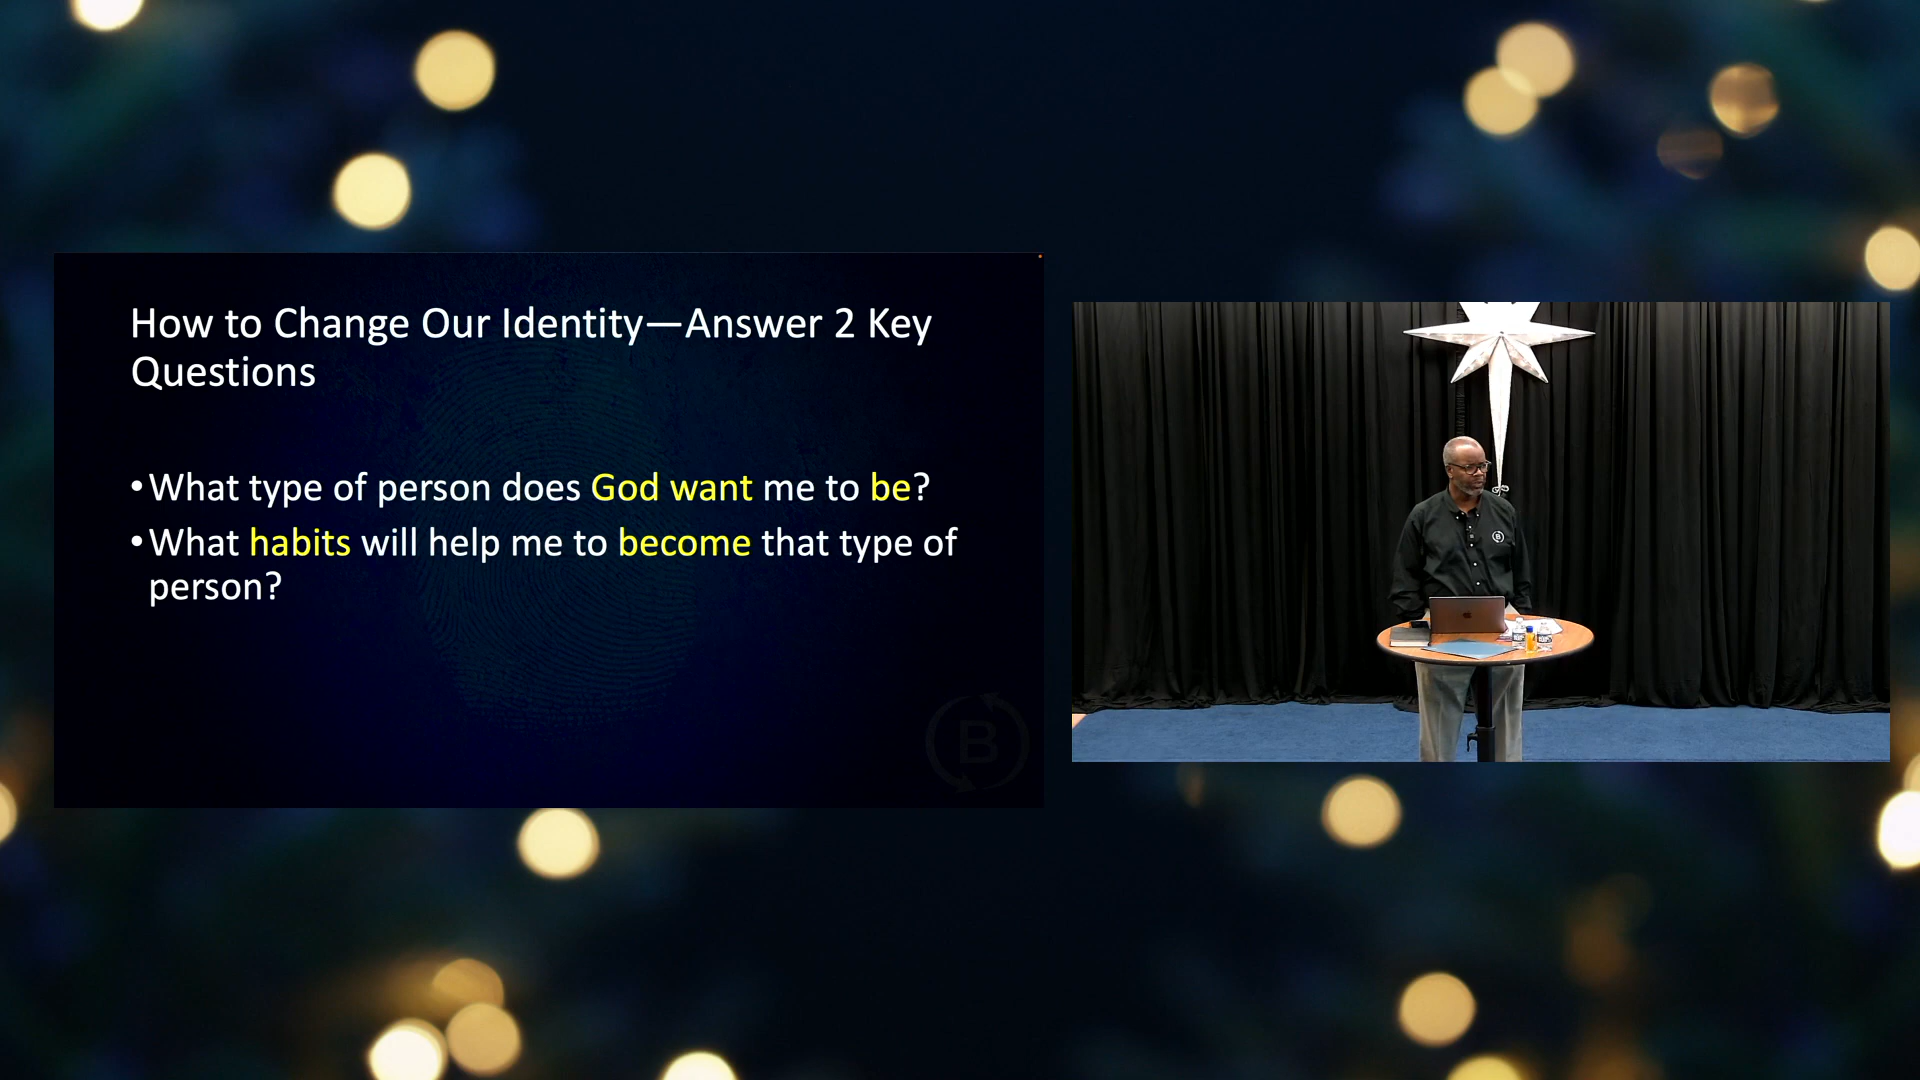 How to Change Our Identity—Answer 2 Key
Questions
•What type of person does God want me to be?
•What habits will help me to become that type of
person?
B
B